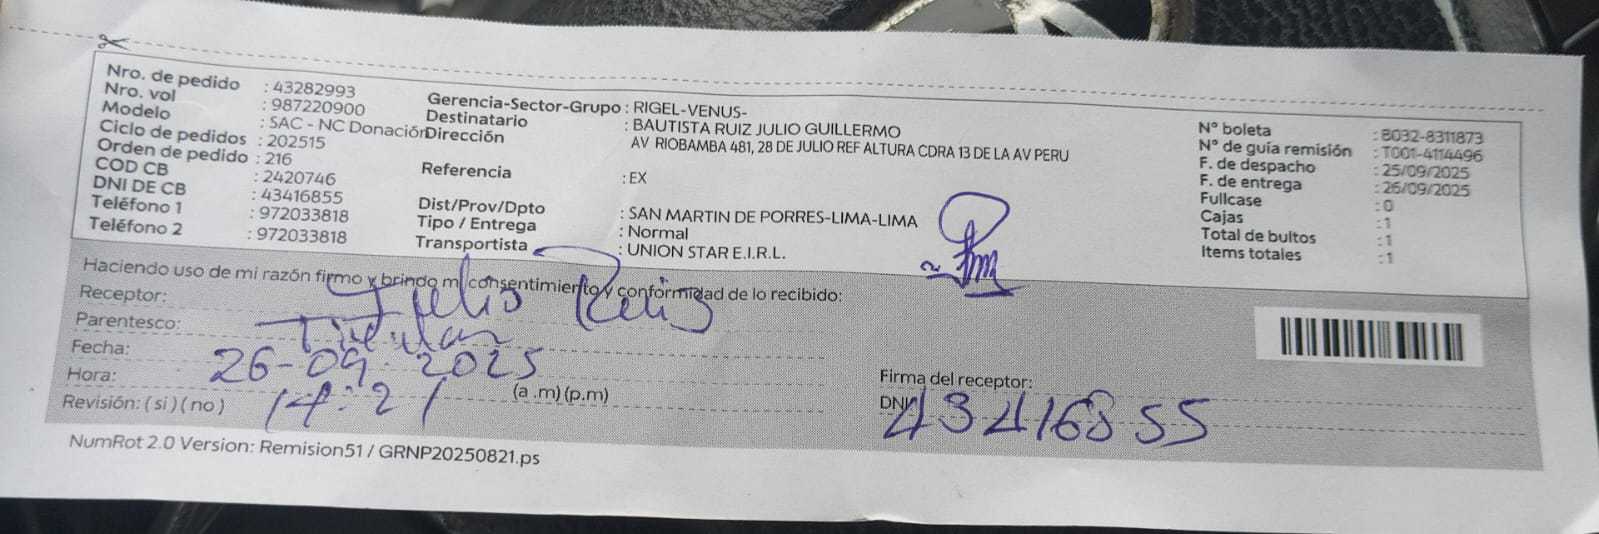 Nro. de pedido : 43282993
Nro. vol : 987220900
Modelo : SAC - NC Donación
Ciclo de pedidos : 202515
Orden de pedido : 216
COD CB : 2420746
DNI DE CB : 43416855
Teléfono 1 : 972033818
Teléfono 2 : 972033818
Gerencia-Sector-Grupo : RIGEL-VENUS-
Destinatario : BAUTISTA RUIZ JULIO GUILLERMO
Dirección AV RIOBAMBA 481, 28 DE JULIO REF ALTURA CDRA 13 DE LA AV PERU
Referencia : EX
Dist/Prov/Dpto : SAN MARTIN DE PORRES-LIMA-LIMA
Tipo / Entrega : Normal
Transportista : UNION STAR E.I.R.L.
N° boleta : B032-8311873
N° de guía remisión : T001-4114496
F. de despacho : 25/09/2025
F. de entrega : 26/09/2025
Fullcase : 0
Cajas : 1
Total de bultos : 1
Items totales : 1
Haciendo uso de mi razón firmo y brindo mi consentimiento y conformidad de lo recibido:
Receptor: Julio Ruiz
Parentesco: Titular
Fecha: 26-09-2025
Hora: 14:21 (a .m) (p.m)
Revisión: ( si ) ( no )
Firma del receptor:
DNI 43416855
NumRot 2.0 Version: Remision51 / GRNP20250821.ps